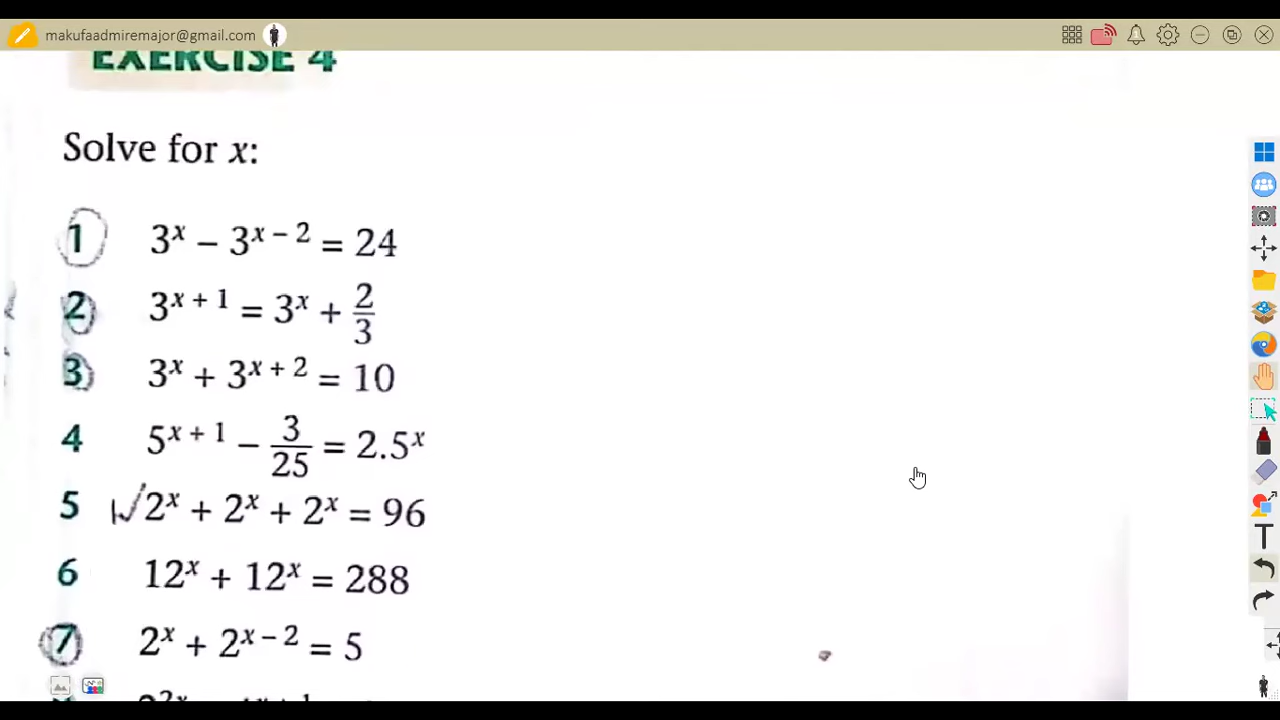 makufaadmiremajor@gmail.com
EXERCISE 4
Solve for x:
1 3^x − 3^(x − 2) = 24
2 3^(x + 1) = 3^x + 2/3
3 3^x + 3^(x + 2) = 10
4 5^(x + 1) − 3/25 = 2.5^x
5 2^x + 2^x + 2^x = 96
6 12^x + 12^x = 288
7 2^x + 2^(x − 2) = 5